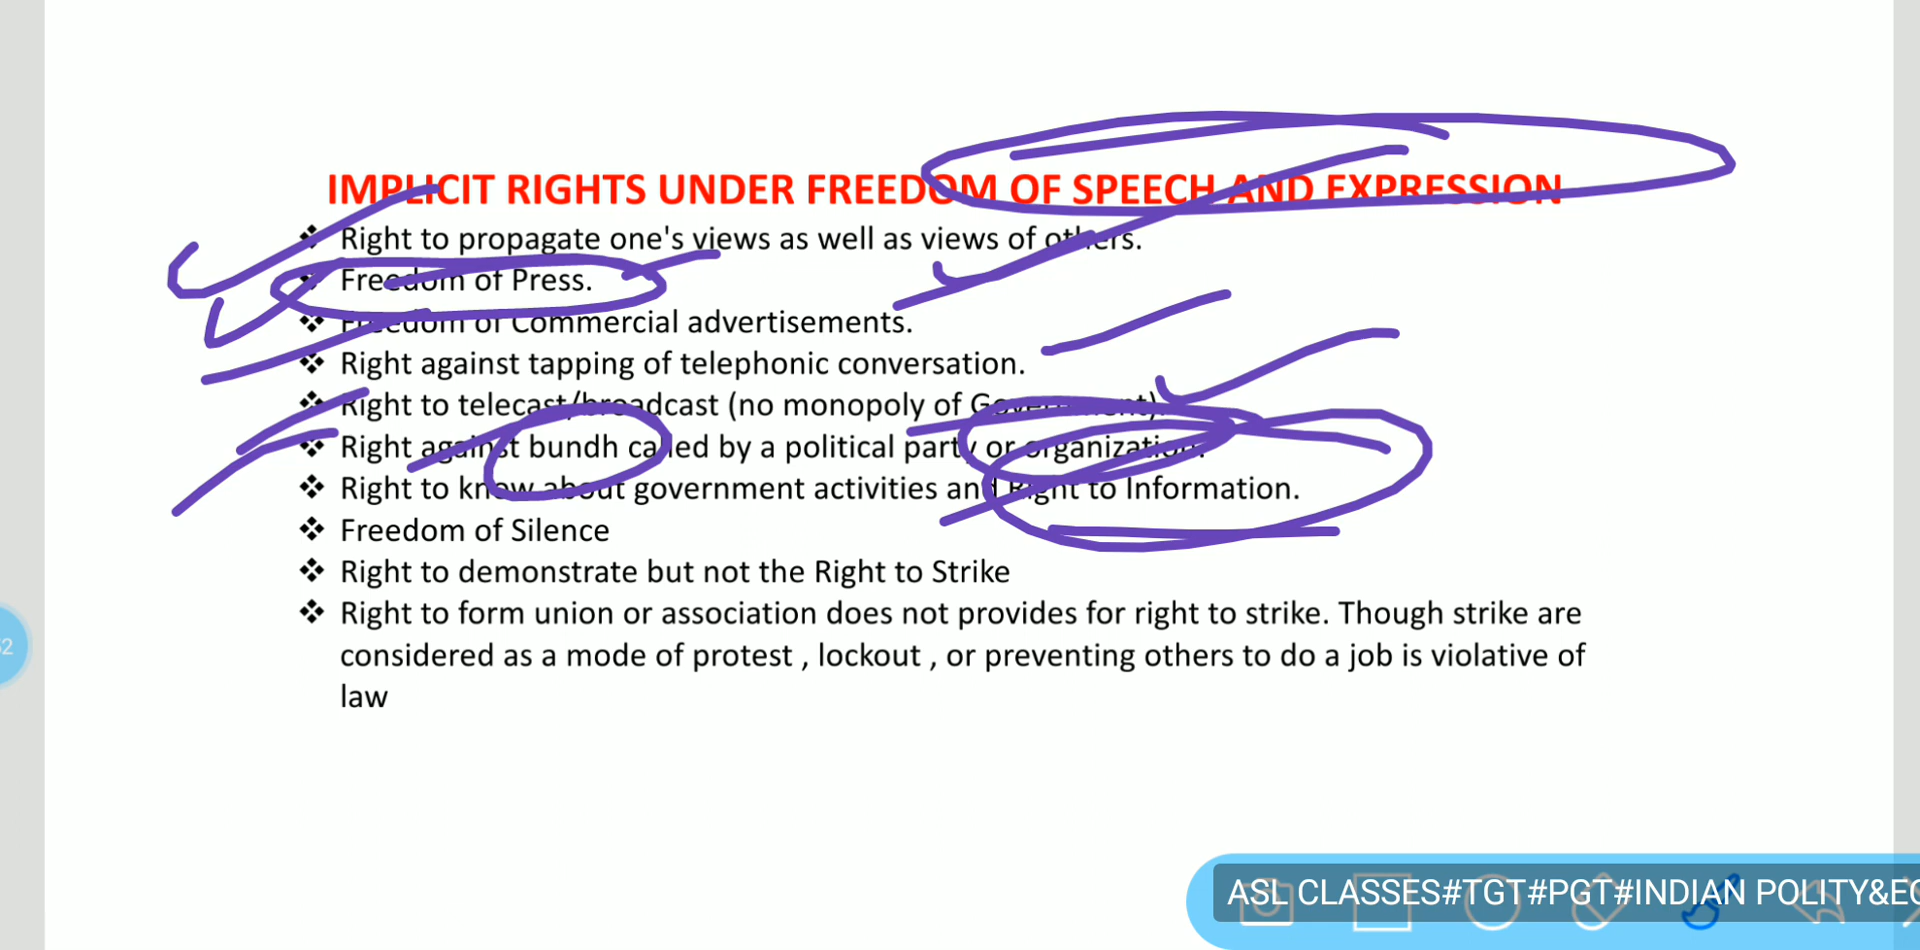 IMPLICIT RIGHTS UNDER FREEDOM OF SPEECH AND EXPRESSION
❖ Right to propagate one's views as well as views of others.
❖ Freedom of Press.
❖ Freedom of Commercial advertisements.
❖ Right against tapping of telephonic conversation.
❖ Right to telecast/broadcast (no monopoly of Government).
❖ Right against bundh called by a political party or organization.
❖ Right to know about government activities and Right to Information.
❖ Freedom of Silence
❖ Right to demonstrate but not the Right to Strike
❖ Right to form union or association does not provides for right to strike. Though strike are
considered as a mode of protest , lockout , or preventing others to do a job is violative of
law
ASL CLASSES#TGT#PGT#INDIAN POLITY&